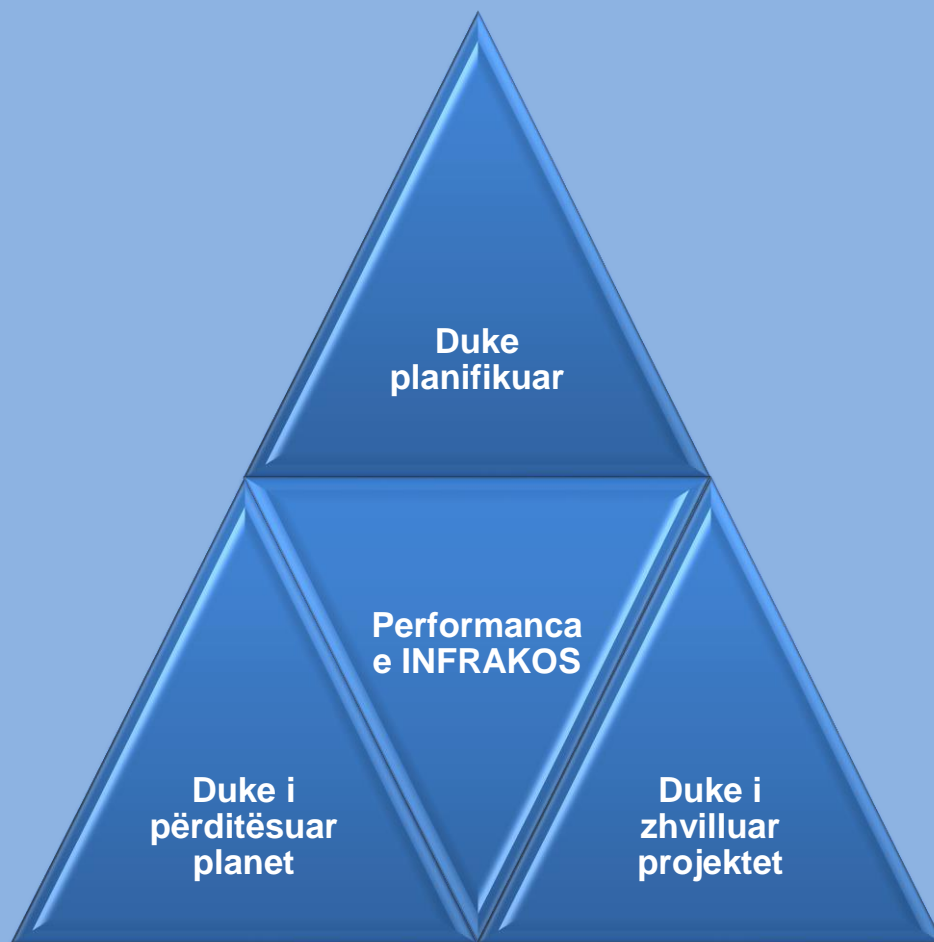 Duke
planifikuar
Performanca
e INFRAKOS
Duke i
përditësuar
planet
Duke i
zhvilluar
projektet